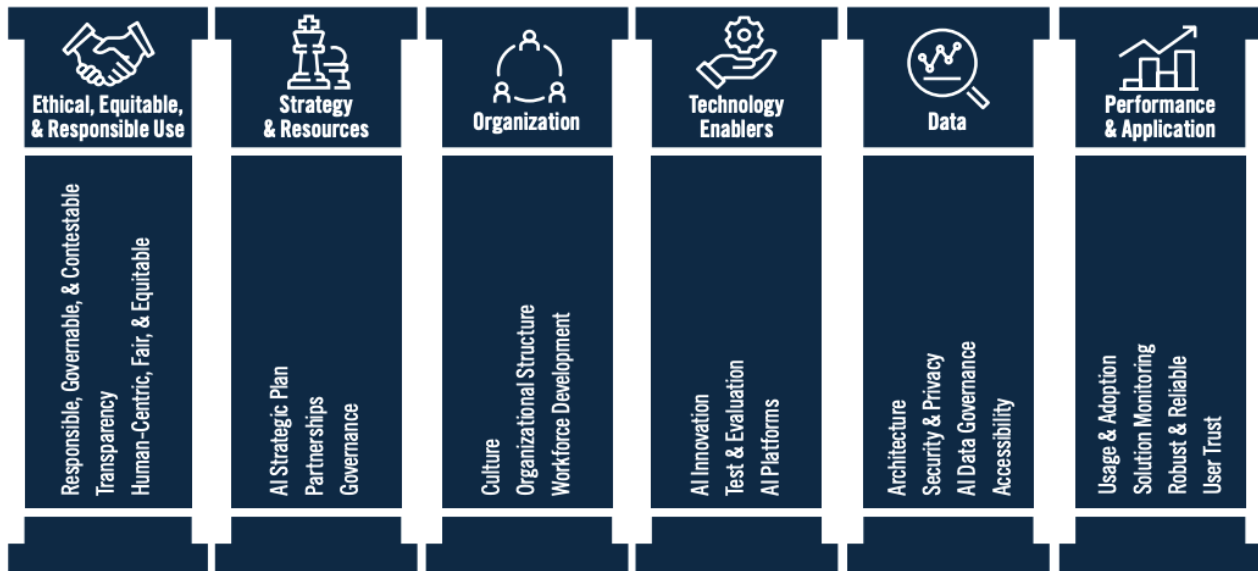 Ethical, Equitable,
& Responsible Use
Responsible, Governable, & Contestable
Transparency
Human-Centric, Fair, & Equitable
Strategy
& Resources
AI Strategic Plan
Partnerships
Governance
Organization
Culture
Organizational Structure
Workforce Development
Technology
Enablers
AI Innovation
Test & Evaluation
AI Platforms
Data
Architecture
Security & Privacy
AI Data Governance
Accessibility
Performance
& Application
Usage & Adoption
Solution Monitoring
Robust & Reliable
User Trust